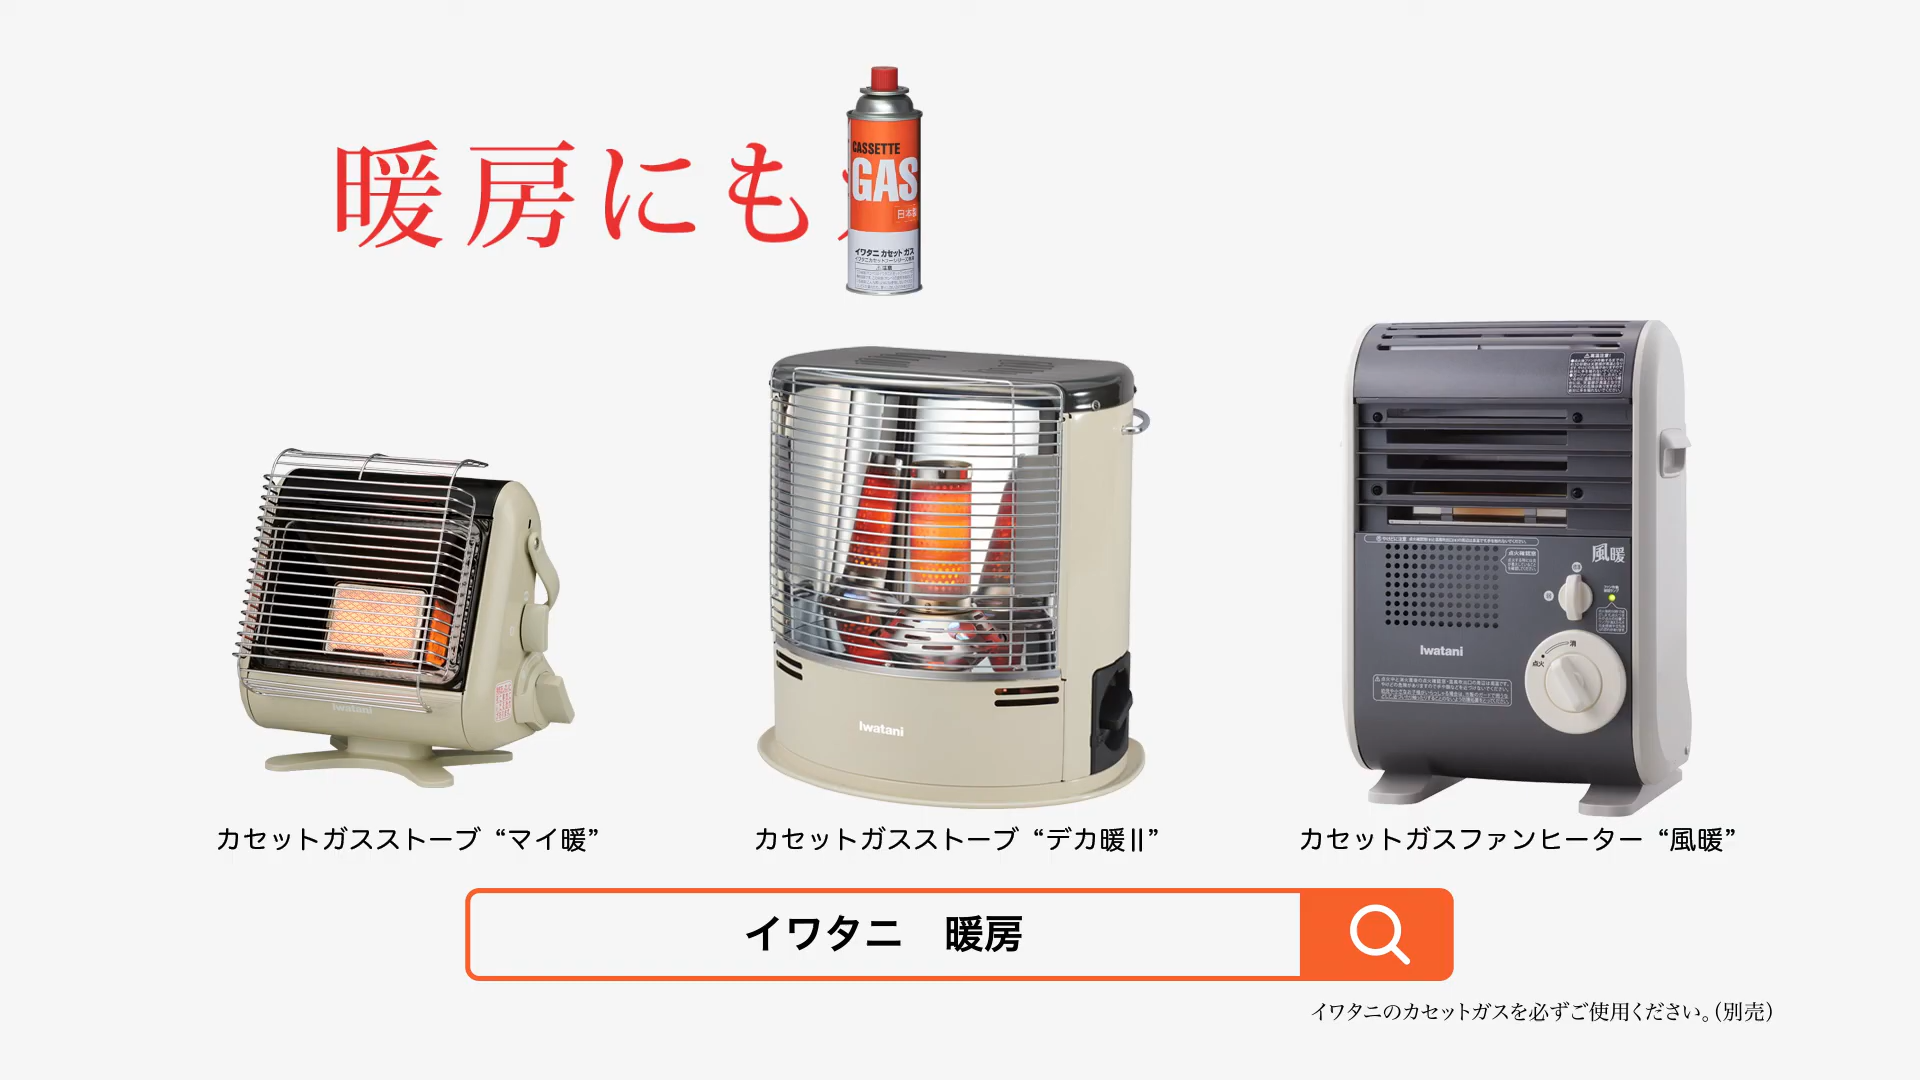 暖房にも
CASSETTE
GAS
イワタニ カセットガス
Iwatani
Iwatani
風暖
点火
消
Iwatani
カセットガスストーブ “マイ暖”
カセットガスストーブ “デカ暖II”
カセットガスファンヒーター “風暖”
イワタニ 暖房
イワタニのカセットガスを必ずご使用ください。(別売)